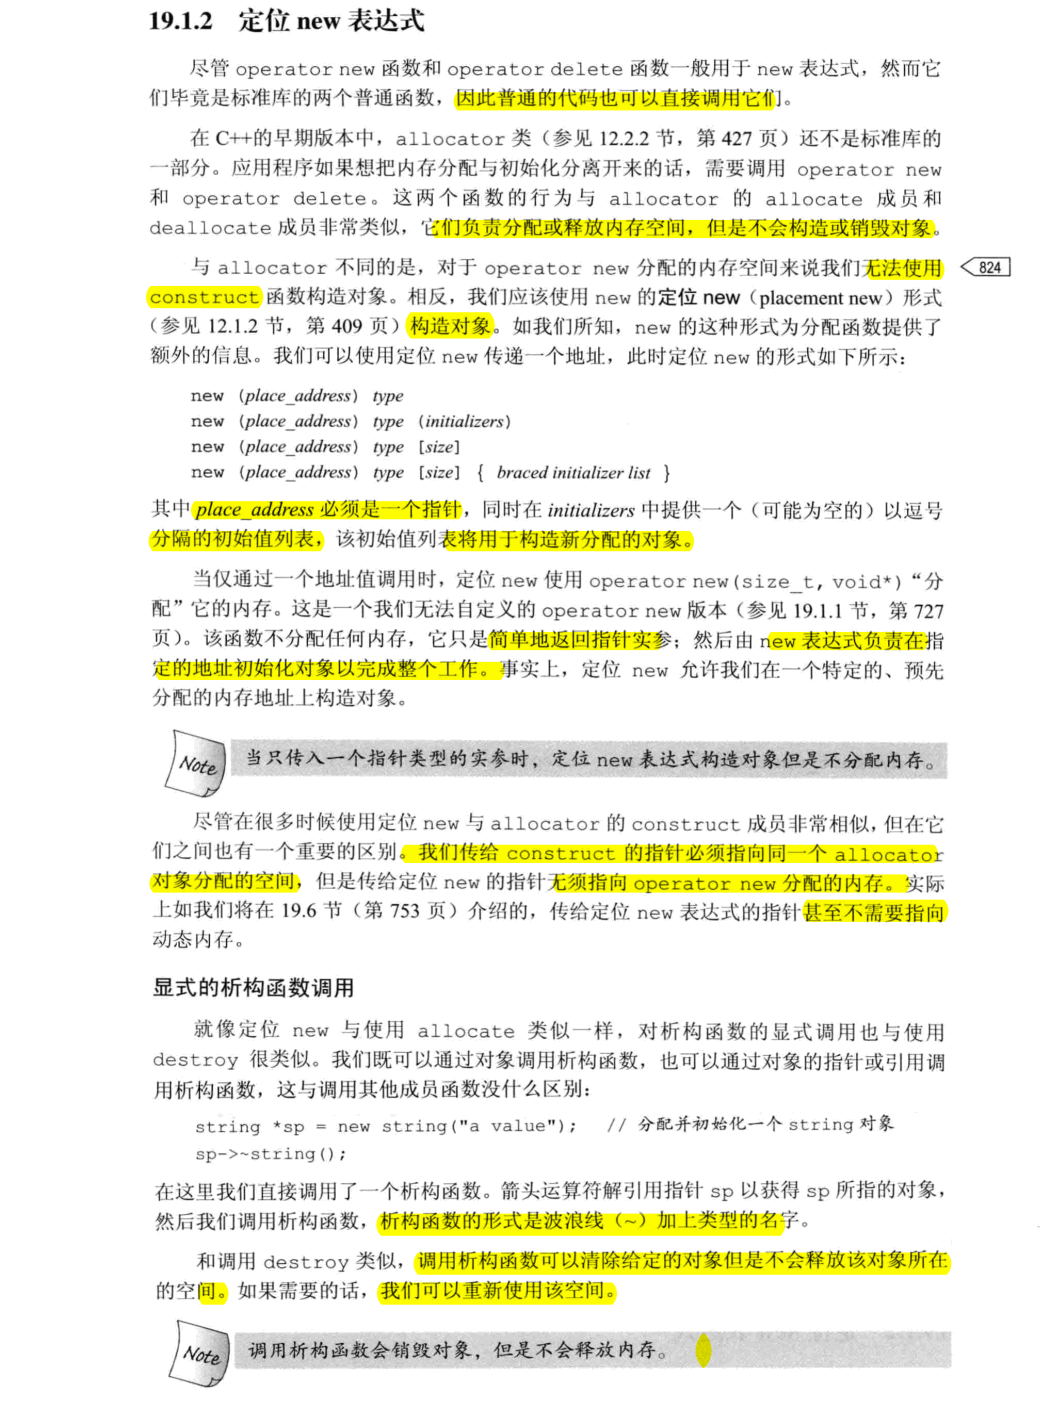 19.1.2 定位 new 表达式
尽管 operator new 函数和 operator delete 函数一般用于 new 表达式，然而它
们毕竟是标准库的两个普通函数，因此普通的代码也可以直接调用它们。
在 C++的早期版本中，allocator 类（参见 12.2.2 节，第 427 页）还不是标准库的
一部分。应用程序如果想把内存分配与初始化分离开来的话，需要调用 operator new
和 operator delete。这两个函数的行为与 allocator 的 allocate 成员和
deallocate 成员非常类似，它们负责分配或释放内存空间，但是不会构造或销毁对象。
与 allocator 不同的是，对于 operator new 分配的内存空间来说我们无法使用
824
construct 函数构造对象。相反，我们应该使用 new 的定位 new（placement new）形式
（参见 12.1.2 节，第 409 页）构造对象。如我们所知，new 的这种形式为分配函数提供了
额外的信息。我们可以使用定位 new 传递一个地址，此时定位 new 的形式如下所示：
new (place_address) type
new (place_address) type (initializers)
new (place_address) type [size]
new (place_address) type [size] { braced initializer list }
其中 place_address 必须是一个指针，同时在 initializers 中提供一个（可能为空的）以逗号
分隔的初始值列表，该初始值列表将用于构造新分配的对象。
当仅通过一个地址值调用时，定位 new 使用 operator new(size_t, void*) “分
配”它的内存。这是一个我们无法自定义的 operator new 版本（参见 19.1.1 节，第 727
页）。该函数不分配任何内存，它只是简单地返回指针实参；然后由 new 表达式负责在指
定的地址初始化对象以完成整个工作。事实上，定位 new 允许我们在一个特定的、预先
分配的内存地址上构造对象。
Note
当只传入一个指针类型的实参时，定位 new 表达式构造对象但是不分配内存。
尽管在很多时候使用定位 new 与 allocator 的 construct 成员非常相似，但在它
们之间也有一个重要的区别。我们传给 construct 的指针必须指向同一个 allocator
对象分配的空间，但是传给定位 new 的指针无须指向 operator new 分配的内存。实际
上如我们将在 19.6 节（第 753 页）介绍的，传给定位 new 表达式的指针甚至不需要指向
动态内存。
显式的析构函数调用
就像定位 new 与使用 allocate 类似一样，对析构函数的显式调用也与使用
destroy 很类似。我们既可以通过对象调用析构函数，也可以通过对象的指针或引用调
用析构函数，这与调用其他成员函数没什么区别：
string *sp = new string("a value"); // 分配并初始化一个 string 对象
sp->~string();
在这里我们直接调用了一个析构函数。箭头运算符解引用指针 sp 以获得 sp 所指的对象，
然后我们调用析构函数，析构函数的形式是波浪线（~）加上类型的名字。
和调用 destroy 类似，调用析构函数可以清除给定的对象但是不会释放该对象所在
的空间。如果需要的话，我们可以重新使用该空间。
Note
调用析构函数会销毁对象，但是不会释放内存。